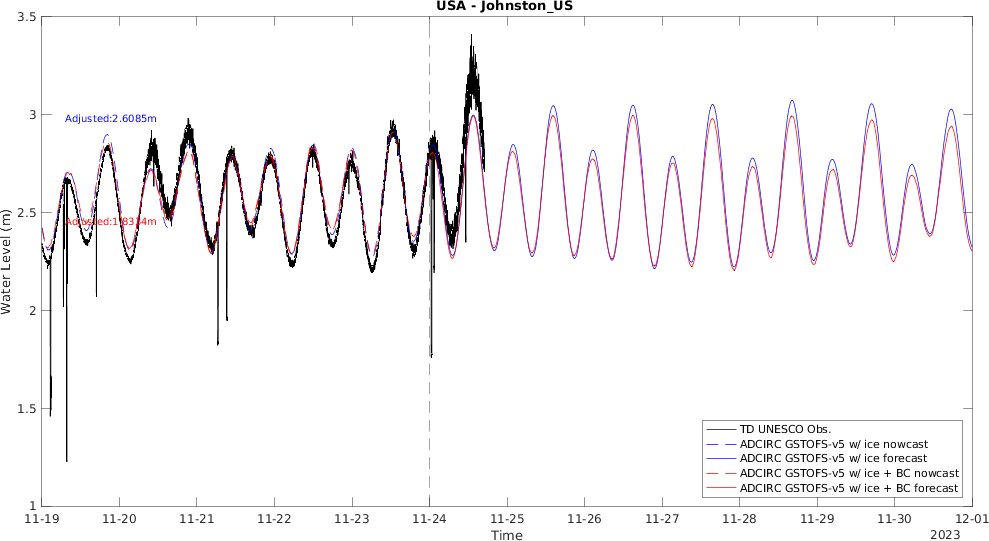 USA - Johnston_US
3.5
3
2.5
2
1.5
1
Water Level (m)
Adjusted:2.6085m
TD UNESCO Obs.
ADCIRC GSTOFS-v5 w/ ice nowcast
ADCIRC GSTOFS-v5 w/ ice forecast
ADCIRC GSTOFS-v5 w/ ice + BC nowcast
ADCIRC GSTOFS-v5 w/ ice + BC forecast
11-19 11-20 11-21 11-22 11-23 11-24 11-25 11-26 11-27 11-28 11-29 11-30 12-01
Time
2023